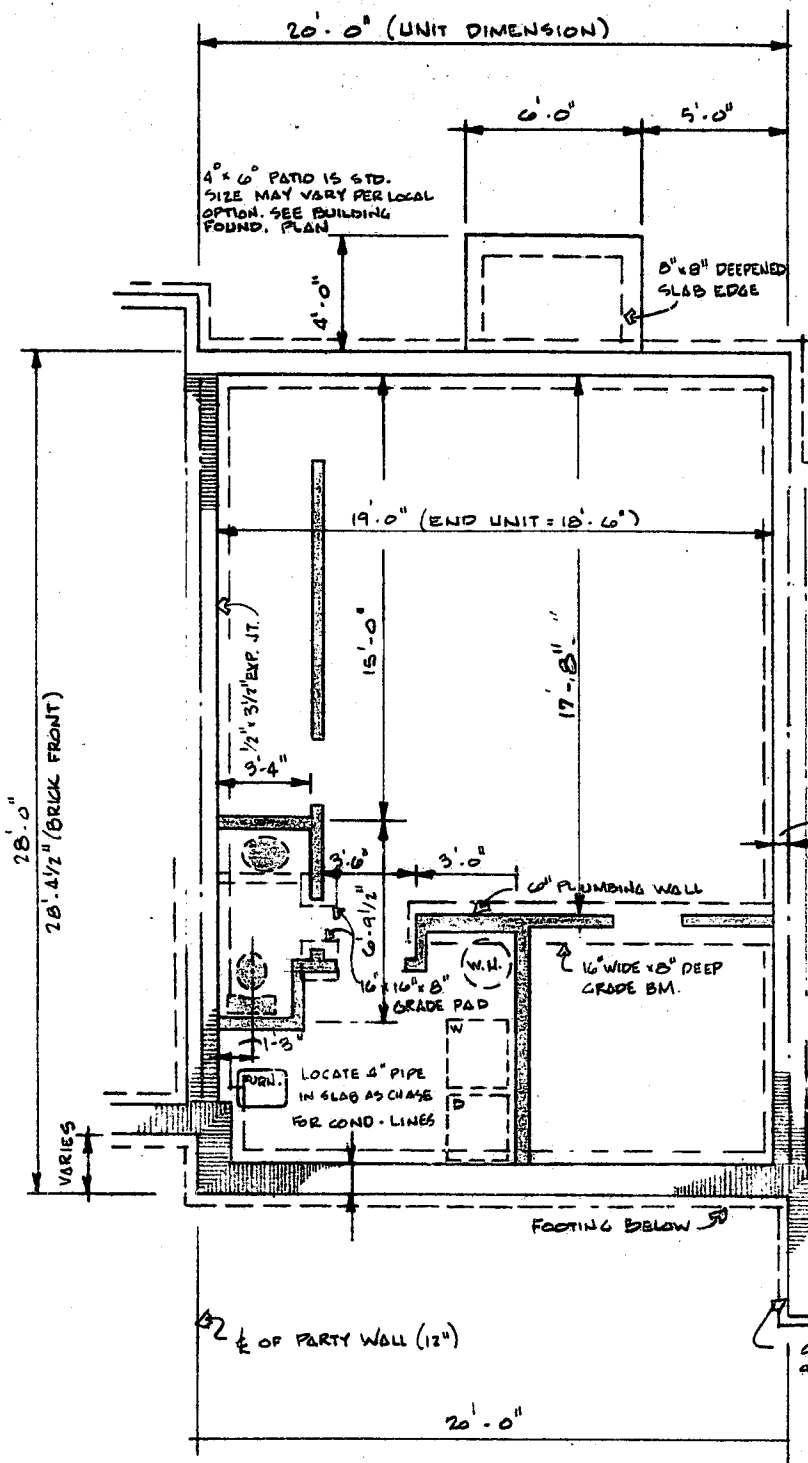 20'-0" (UNIT DIMENSION)
6'-0"
5'-0"
4° x 6° PATIO IS STD.
SIZE MAY VARY PER LOCAL
OPTION. SEE BUILDING
FOUND. PLAN
4'-0"
8" x 8" DEEPENED
SLAB EDGE
19'-0" (END UNIT = 18'-6")
1/2" x 3 1/2" EXP. JT.
15'-0"
17'-8"
3'-4"
28'-0"
28'-4 1/2" (BRICK FRONT)
3'-6"
3'-0"
6" PLUMBING WALL
6'-9 1/2"
W.H.
16" WIDE x 8" DEEP
GRADE BM.
16" x 16" x 8"
GRADE PAD
W
1'-3"
FURN.
LOCATE 4" PIPE
IN SLAB AS CHASE
FOR COND. LINES
D
VARIES
FOOTING BELOW
℄ OF PARTY WALL (12")
20'-0"